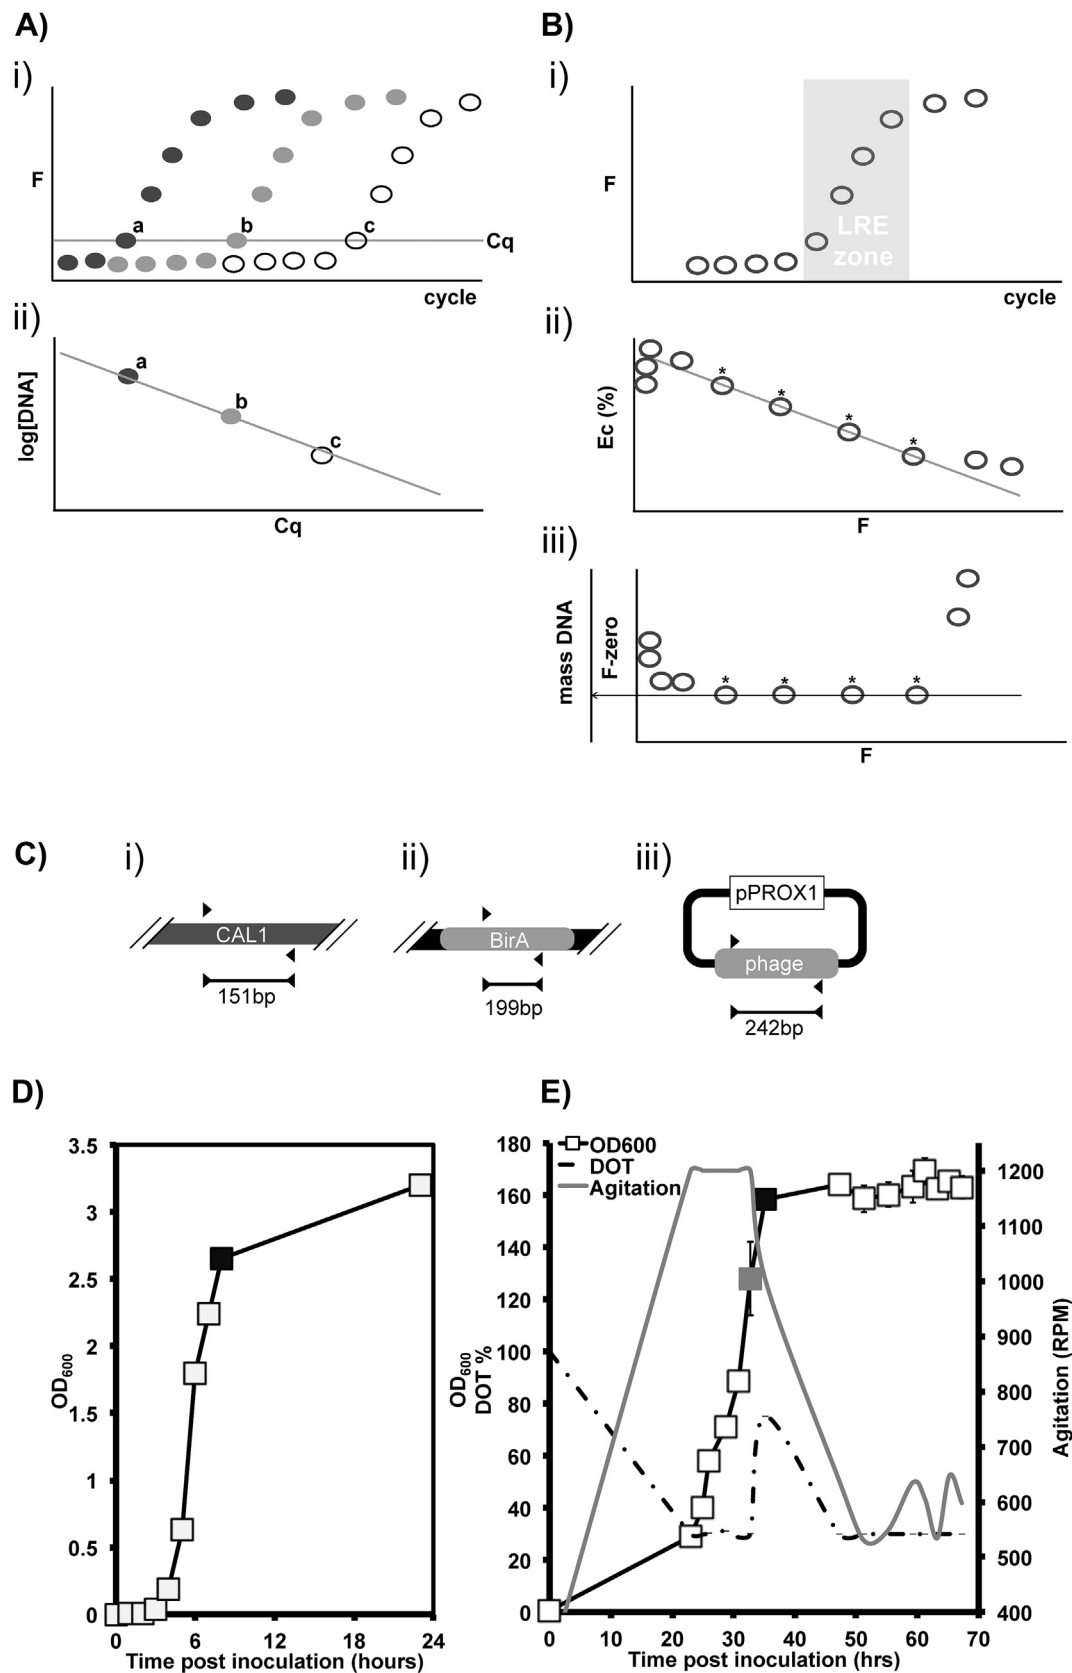 A)
i)
F
a
b
c
Cq
cycle
ii)
log[DNA]
a
b
c
Cq
B)
i)
F
LRE
zone
cycle
ii)
Ec (%)
*
*
*
*
F
iii)
mass DNA
F-zero
*
*
*
*
F
C)
i)
CAL1
151bp
ii)
BirA
199bp
iii)
pPROX1
phage
242bp
D)
3.5
3
2.5
2
1.5
1
0.5
0
OD600
0
6
12
18
24
Time post inoculation (hours)
E)
OD600
DOT
Agitation
180
160
140
120
100
80
60
40
20
0
OD600
DOT %
1200
1100
1000
900
800
700
600
500
400
Agitation (RPM)
0
10
20
30
40
50
60
70
Time post inoculation (hrs)